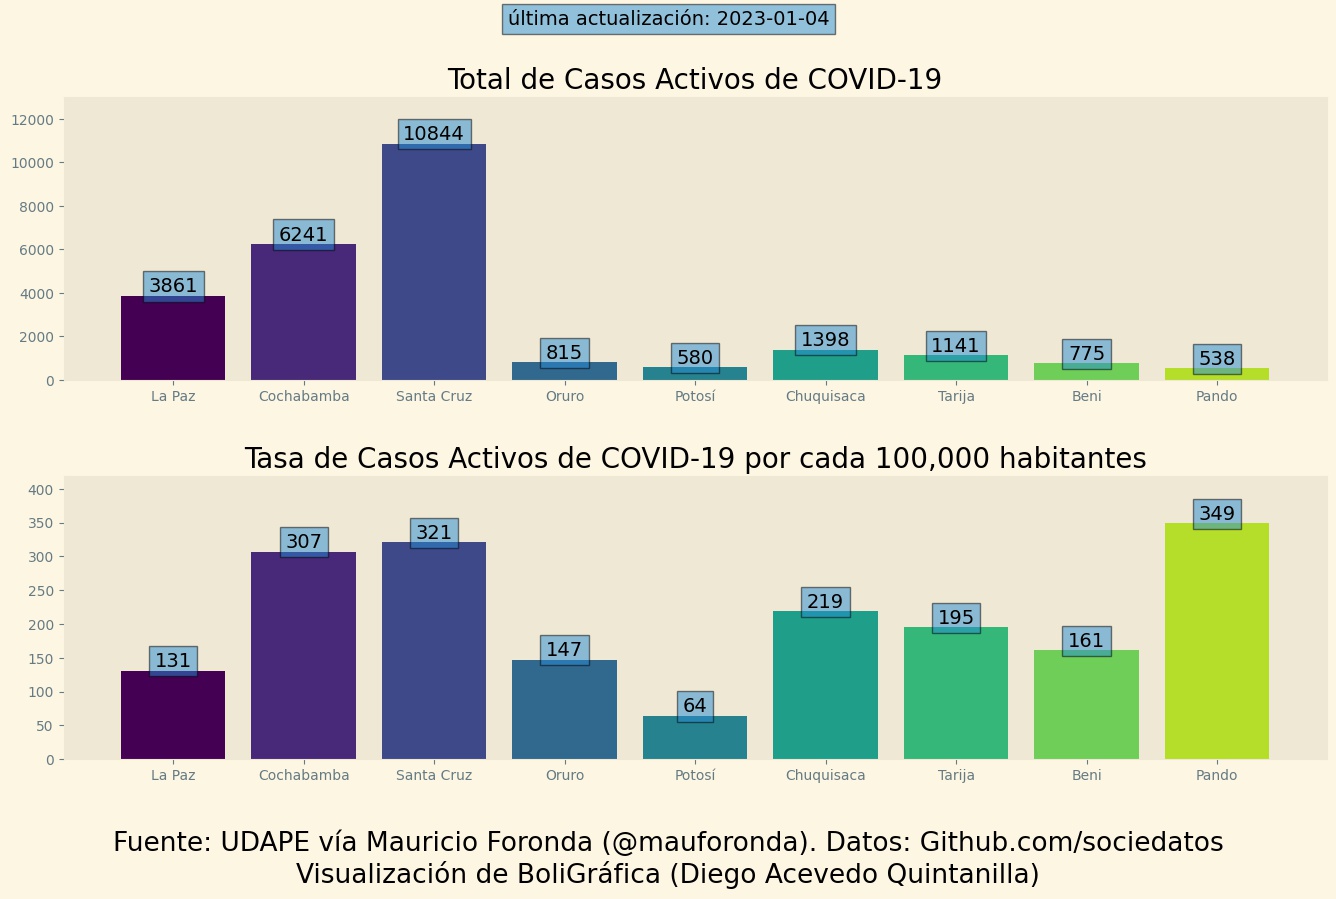 última actualización: 2023-01-04
Total de Casos Activos de COVID-19
12000
10000
8000
6000
4000
2000
0
3861
6241
10844
815
580
1398
1141
775
538
La Paz
Cochabamba
Santa Cruz
Oruro
Potosí
Chuquisaca
Tarija
Beni
Pando
Tasa de Casos Activos de COVID-19 por cada 100,000 habitantes
400
350
300
250
200
150
100
50
0
131
307
321
147
64
219
195
161
349
La Paz
Cochabamba
Santa Cruz
Oruro
Potosí
Chuquisaca
Tarija
Beni
Pando
Fuente: UDAPE vía Mauricio Foronda (@mauforonda). Datos: Github.com/sociedatos
Visualización de BoliGráfica (Diego Acevedo Quintanilla)